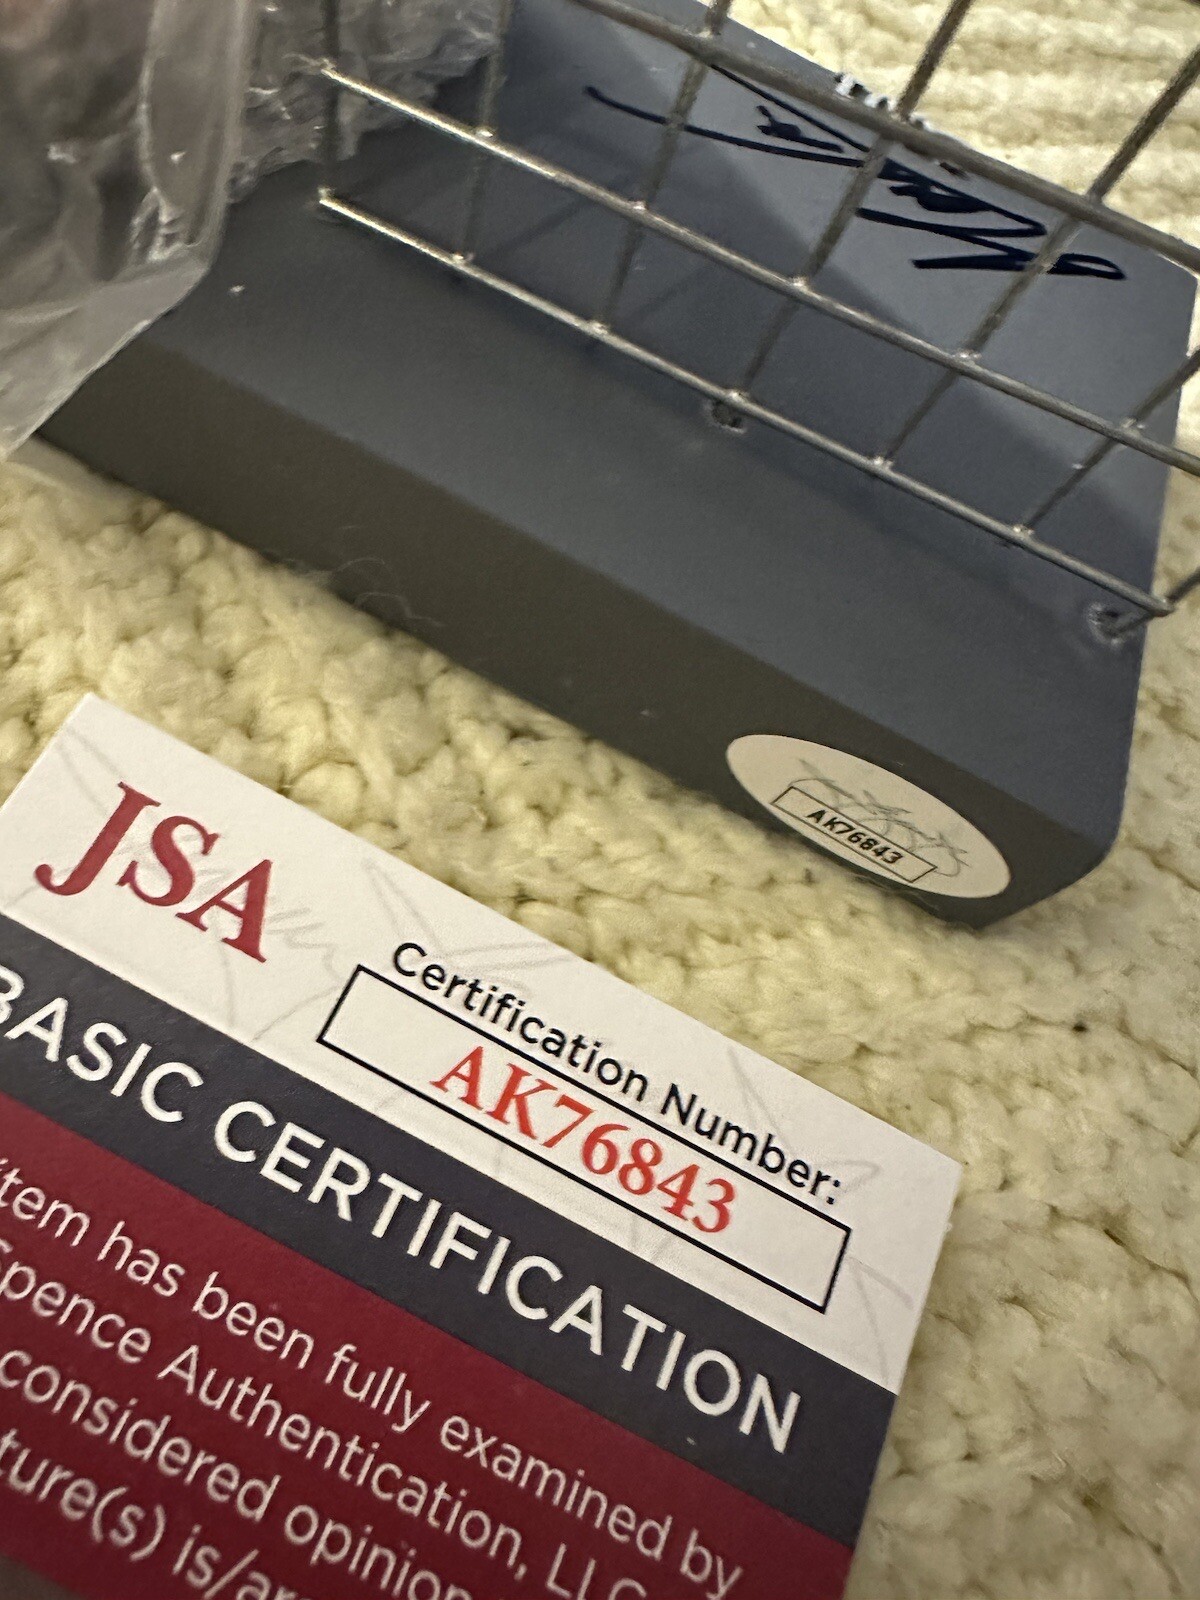 AK76843
JSA
Certification Number:
AK76843
BASIC CERTIFICATION
item has been fully examined by
Spence Authentication, LLC
considered opinion
ture(s) is/are